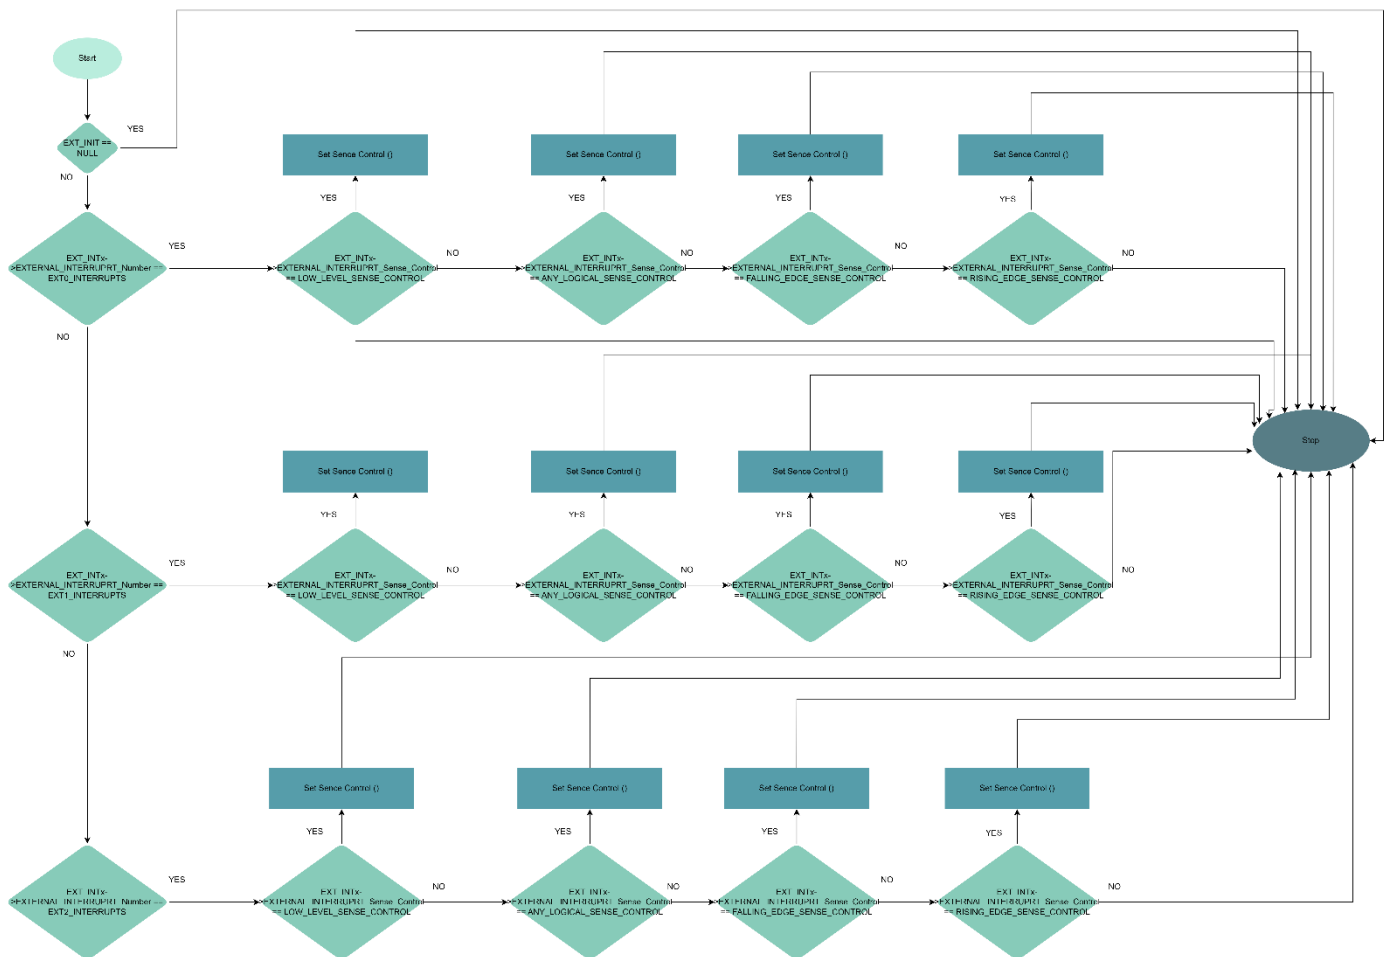 Start
YES
EXT_INIT ==
NULL
NO
Set Sence Control ()
Set Sence Control ()
Set Sence Control ()
Set Sence Control ()
YES
YES
YES
YES
EXT_INTx-
>EXTERNAL_INTERRUPRT_Number ==
EXT0_INTERRUPTS
YES
EXT_INTx-
>EXTERNAL_INTERRUPRT_Sense_Control
== LOW_LEVEL_SENSE_CONTROL
NO
EXT_INTx-
>EXTERNAL_INTERRUPRT_Sense_Control
== ANY_LOGICAL_SENSE_CONTROL
NO
EXT_INTx-
>EXTERNAL_INTERRUPRT_Sense_Control
== FALLING_EDGE_SENSE_CONTROL
NO
EXT_INTx-
>EXTERNAL_INTERRUPRT_Sense_Control
== RISING_EDGE_SENSE_CONTROL
NO
NO
Stop
Set Sence Control ()
Set Sence Control ()
Set Sence Control ()
Set Sence Control ()
YES
YES
YES
YES
EXT_INTx-
>EXTERNAL_INTERRUPRT_Number ==
EXT1_INTERRUPTS
YES
EXT_INTx-
>EXTERNAL_INTERRUPRT_Sense_Control
== LOW_LEVEL_SENSE_CONTROL
NO
EXT_INTx-
>EXTERNAL_INTERRUPRT_Sense_Control
== ANY_LOGICAL_SENSE_CONTROL
NO
EXT_INTx-
>EXTERNAL_INTERRUPRT_Sense_Control
== FALLING_EDGE_SENSE_CONTROL
NO
EXT_INTx-
>EXTERNAL_INTERRUPRT_Sense_Control
== RISING_EDGE_SENSE_CONTROL
NO
NO
Set Sence Control ()
Set Sence Control ()
Set Sence Control ()
Set Sence Control ()
YES
YES
YES
YES
EXT_INTx-
>EXTERNAL_INTERRUPRT_Number ==
EXT2_INTERRUPTS
YES
EXT_INTx-
>EXTERNAL_INTERRUPRT_Sense_Control
== LOW_LEVEL_SENSE_CONTROL
NO
EXT_INTx-
>EXTERNAL_INTERRUPRT_Sense_Control
== ANY_LOGICAL_SENSE_CONTROL
NO
EXT_INTx-
>EXTERNAL_INTERRUPRT_Sense_Control
== FALLING_EDGE_SENSE_CONTROL
NO
EXT_INTx-
>EXTERNAL_INTERRUPRT_Sense_Control
== RISING_EDGE_SENSE_CONTROL
NO